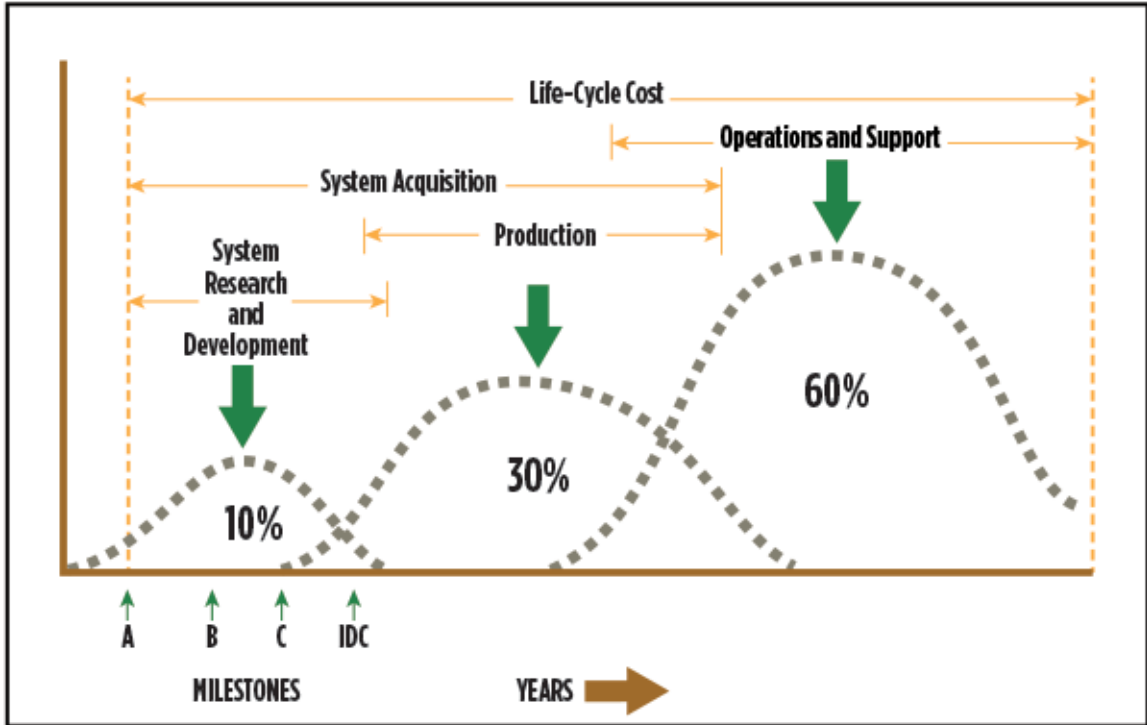 Life-Cycle Cost
Operations and Support
System Acquisition
Production
System
Research
and
Development
60%
30%
10%
A B C IDC
MILESTONES YEARS